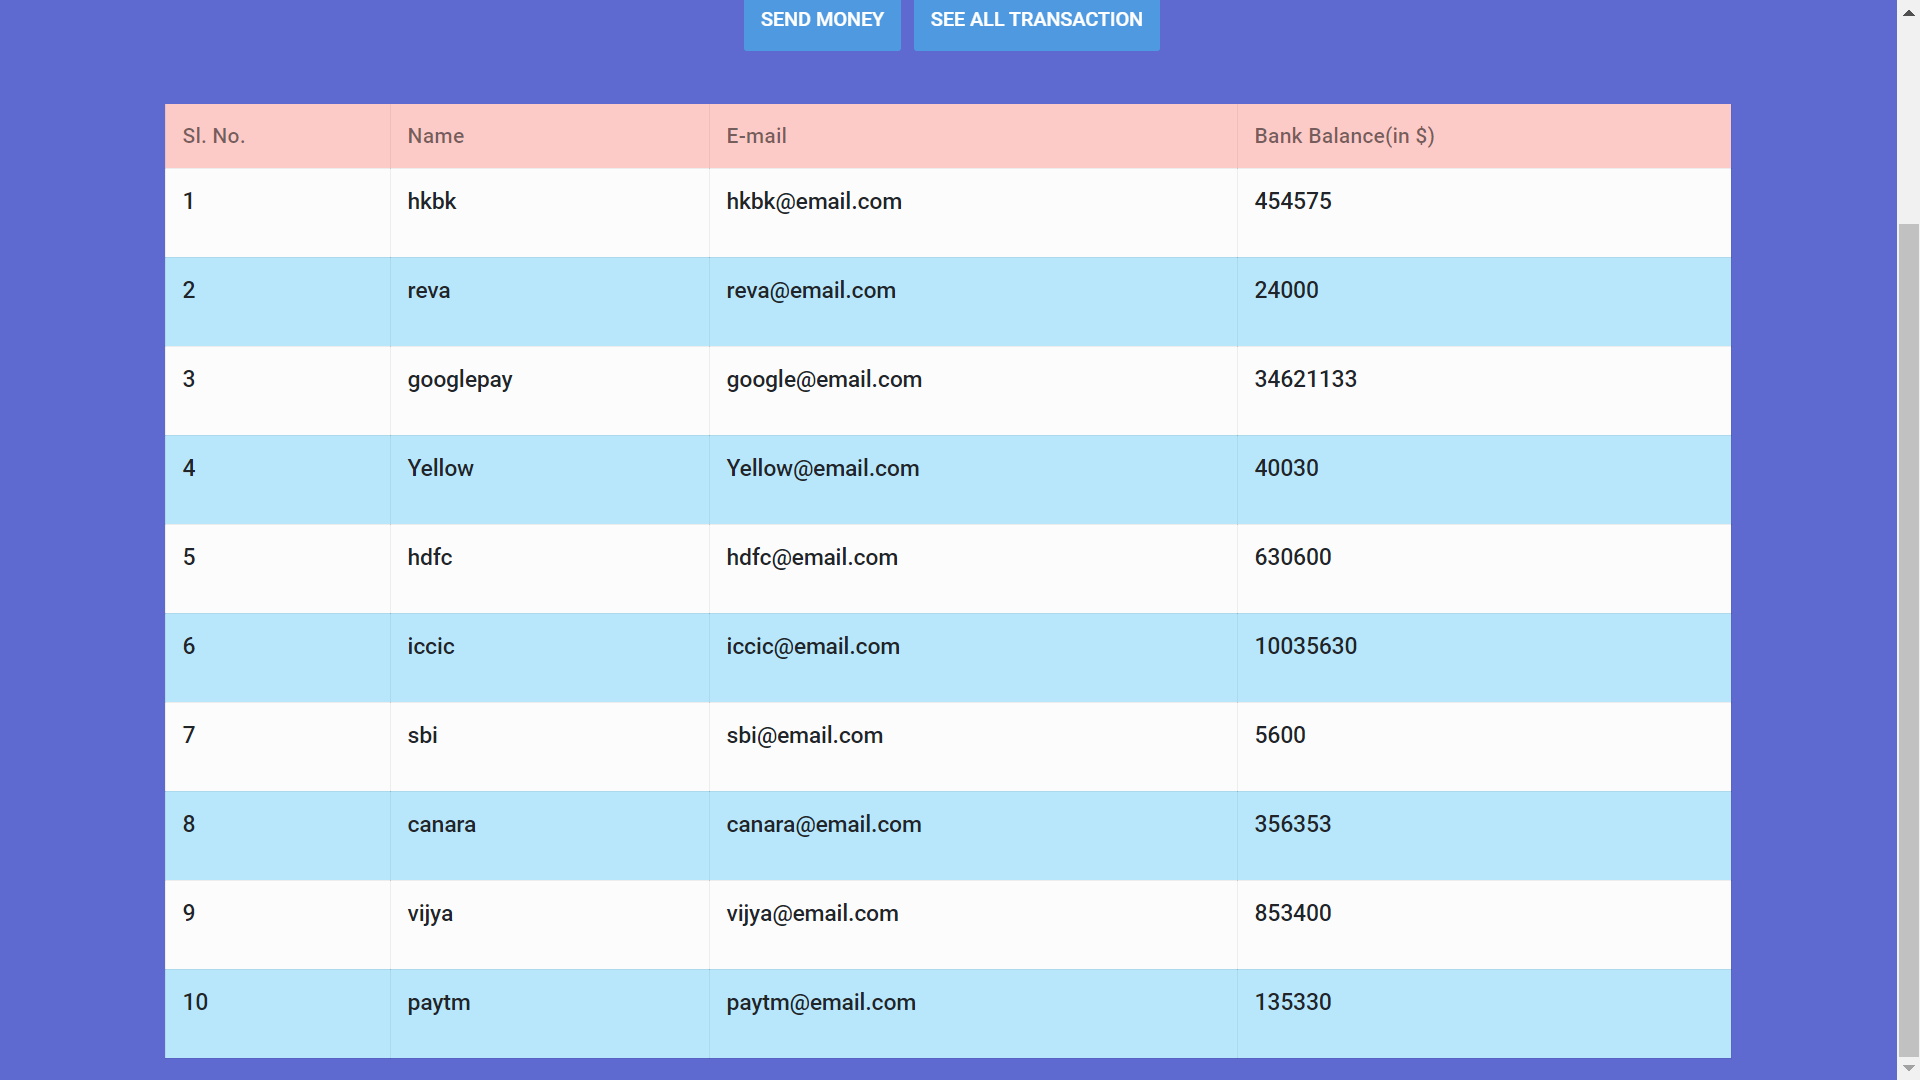 SEND MONEY SEE ALL TRANSACTION
Sl. No. Name E-mail Bank Balance(in $)
1 hkbk hkbk@email.com 454575
2 reva reva@email.com 24000
3 googlepay google@email.com 34621133
4 Yellow Yellow@email.com 40030
5 hdfc hdfc@email.com 630600
6 iccic iccic@email.com 10035630
7 sbi sbi@email.com 5600
8 canara canara@email.com 356353
9 vijya vijya@email.com 853400
10 paytm paytm@email.com 135330